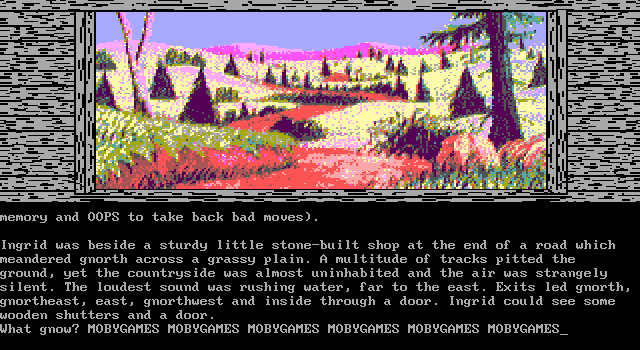 memory and OOPS to take back bad moves).
Ingrid was beside a sturdy little stone-built shop at the end of a road which
meandered gnorth across a grassy plain. A multitude of tracks pitted the
ground, yet the countryside was almost uninhabited and the air was strangely
silent. The loudest sound was rushing water, far to the east. Exits led gnorth,
gnortheast, east, gnorthwest and inside through a door. Ingrid could see some
wooden shutters and a door.
What gnow? MOBYGAMES MOBYGAMES MOBYGAMES MOBYGAMES MOBYGAMES MOBYGAMES_